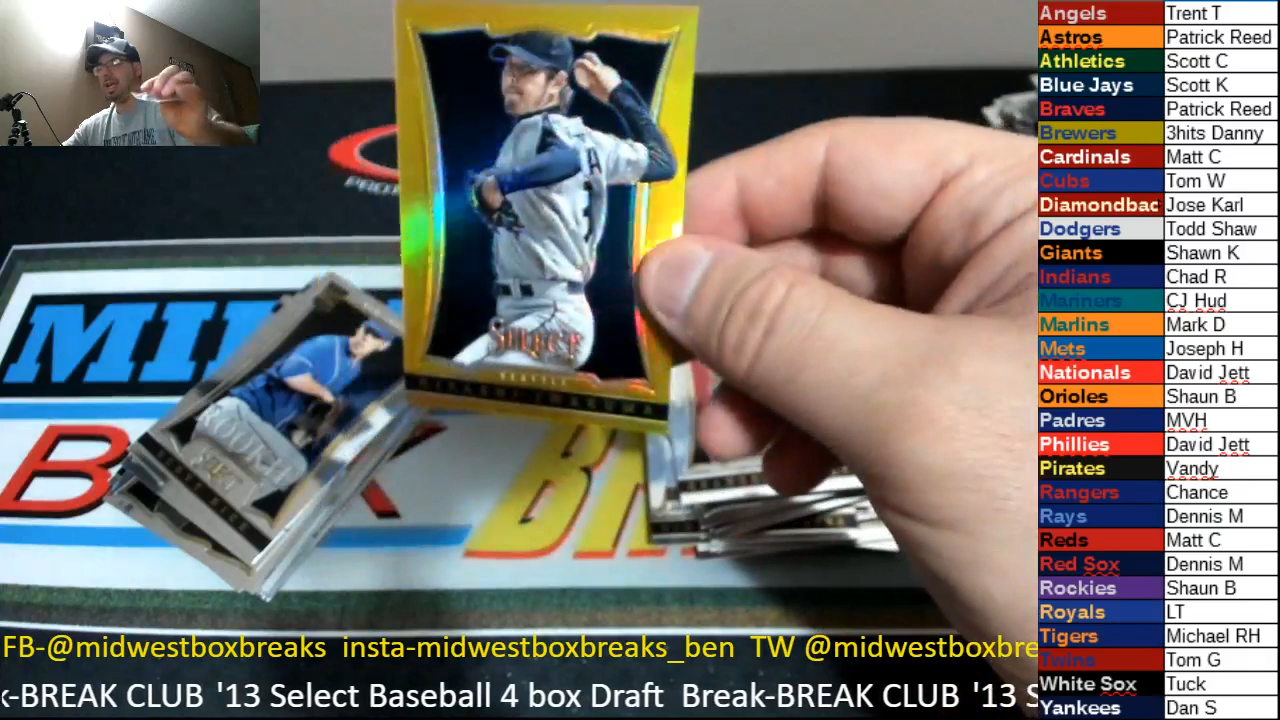 SELECT
SEATTLE
ROOKIE
Angels Trent T
Astros Patrick Reed
Athletics Scott C
Blue Jays Scott K
Braves Patrick Reed
Brewers 3hits Danny
Cardinals Matt C
Cubs Tom W
Diamondbac Jose Karl
Dodgers Todd Shaw
Giants Shawn K
Indians Chad R
Mariners CJ Hud
Marlins Mark D
Mets Joseph H
Nationals David Jett
Orioles Shaun B
Padres MVH
Phillies David Jett
Pirates Vandy
Rangers Chance
Rays Dennis M
Reds Matt C
Red Sox Dennis M
Rockies Shaun B
Royals LT
Tigers Michael RH
Twins Tom G
White Sox Tuck
Yankees Dan S
FB-@midwestboxbreaks insta-midwestboxbreaks_ben TW @midwestboxbre
k-BREAK CLUB '13 Select Baseball 4 box Draft Break-BREAK CLUB '13 S